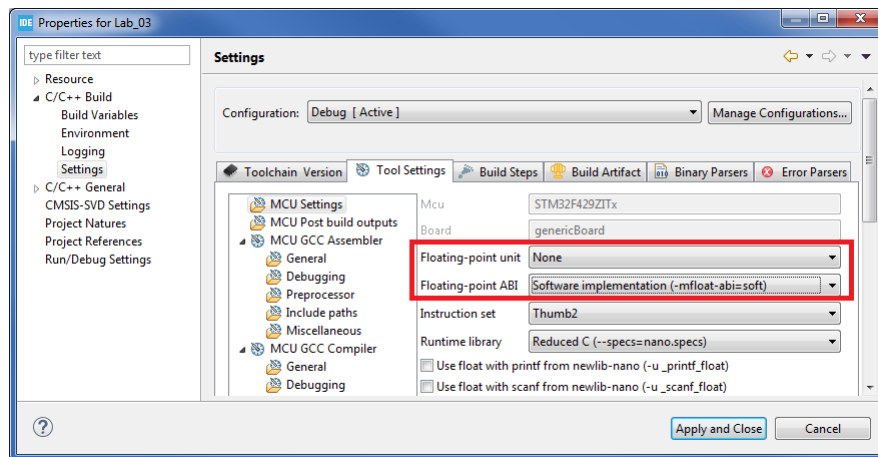 IDE Properties for Lab_03
type filter text
Resource
C/C++ Build
Build Variables
Environment
Logging
Settings
C/C++ General
CMSIS-SVD Settings
Project Natures
Project References
Run/Debug Settings
Settings
Configuration: Debug [ Active ] Manage Configurations...
Toolchain Version Tool Settings Build Steps Build Artifact Binary Parsers Error Parsers
MCU Settings
MCU Post build outputs
MCU GCC Assembler
General
Debugging
Preprocessor
Include paths
Miscellaneous
MCU GCC Compiler
General
Debugging
Mcu STM32F429ZITx
Board genericBoard
Floating-point unit None
Floating-point ABI Software implementation (-mfloat-abi=soft)
Instruction set Thumb2
Runtime library Reduced C (--specs=nano.specs)
Use float with printf from newlib-nano (-u _printf_float)
Use float with scanf from newlib-nano (-u _scanf_float)
? Apply and Close Cancel